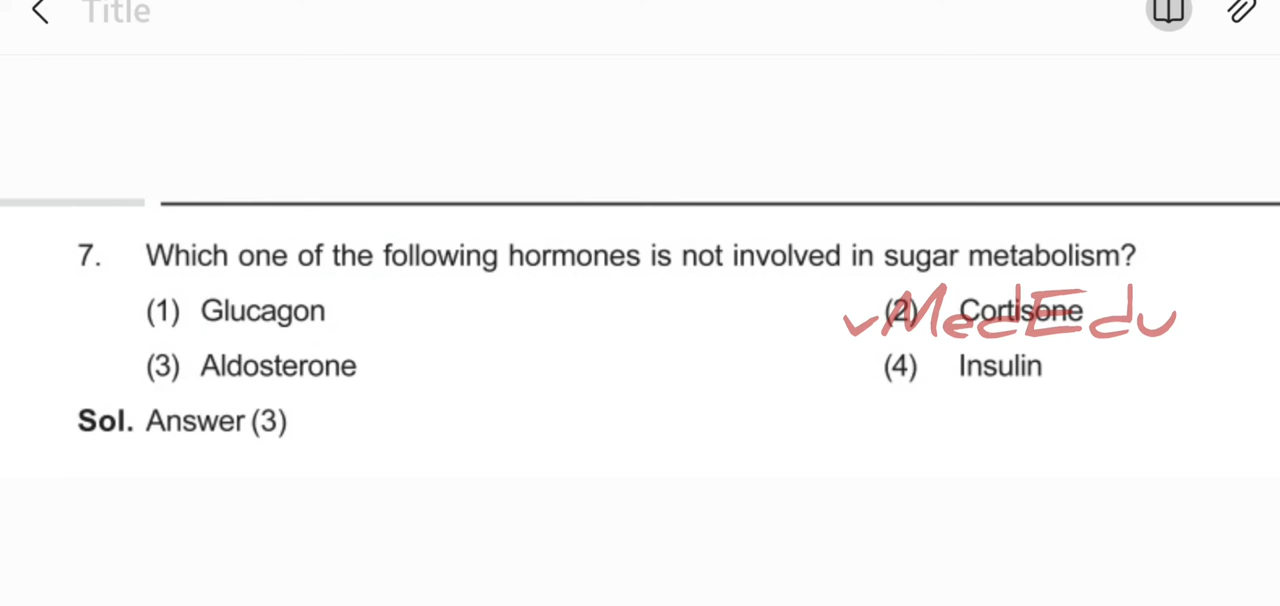 Title
7. Which one of the following hormones is not involved in sugar metabolism?
(1) Glucagon (2) Cortisone
vMedEdu
(3) Aldosterone (4) Insulin
Sol. Answer (3)